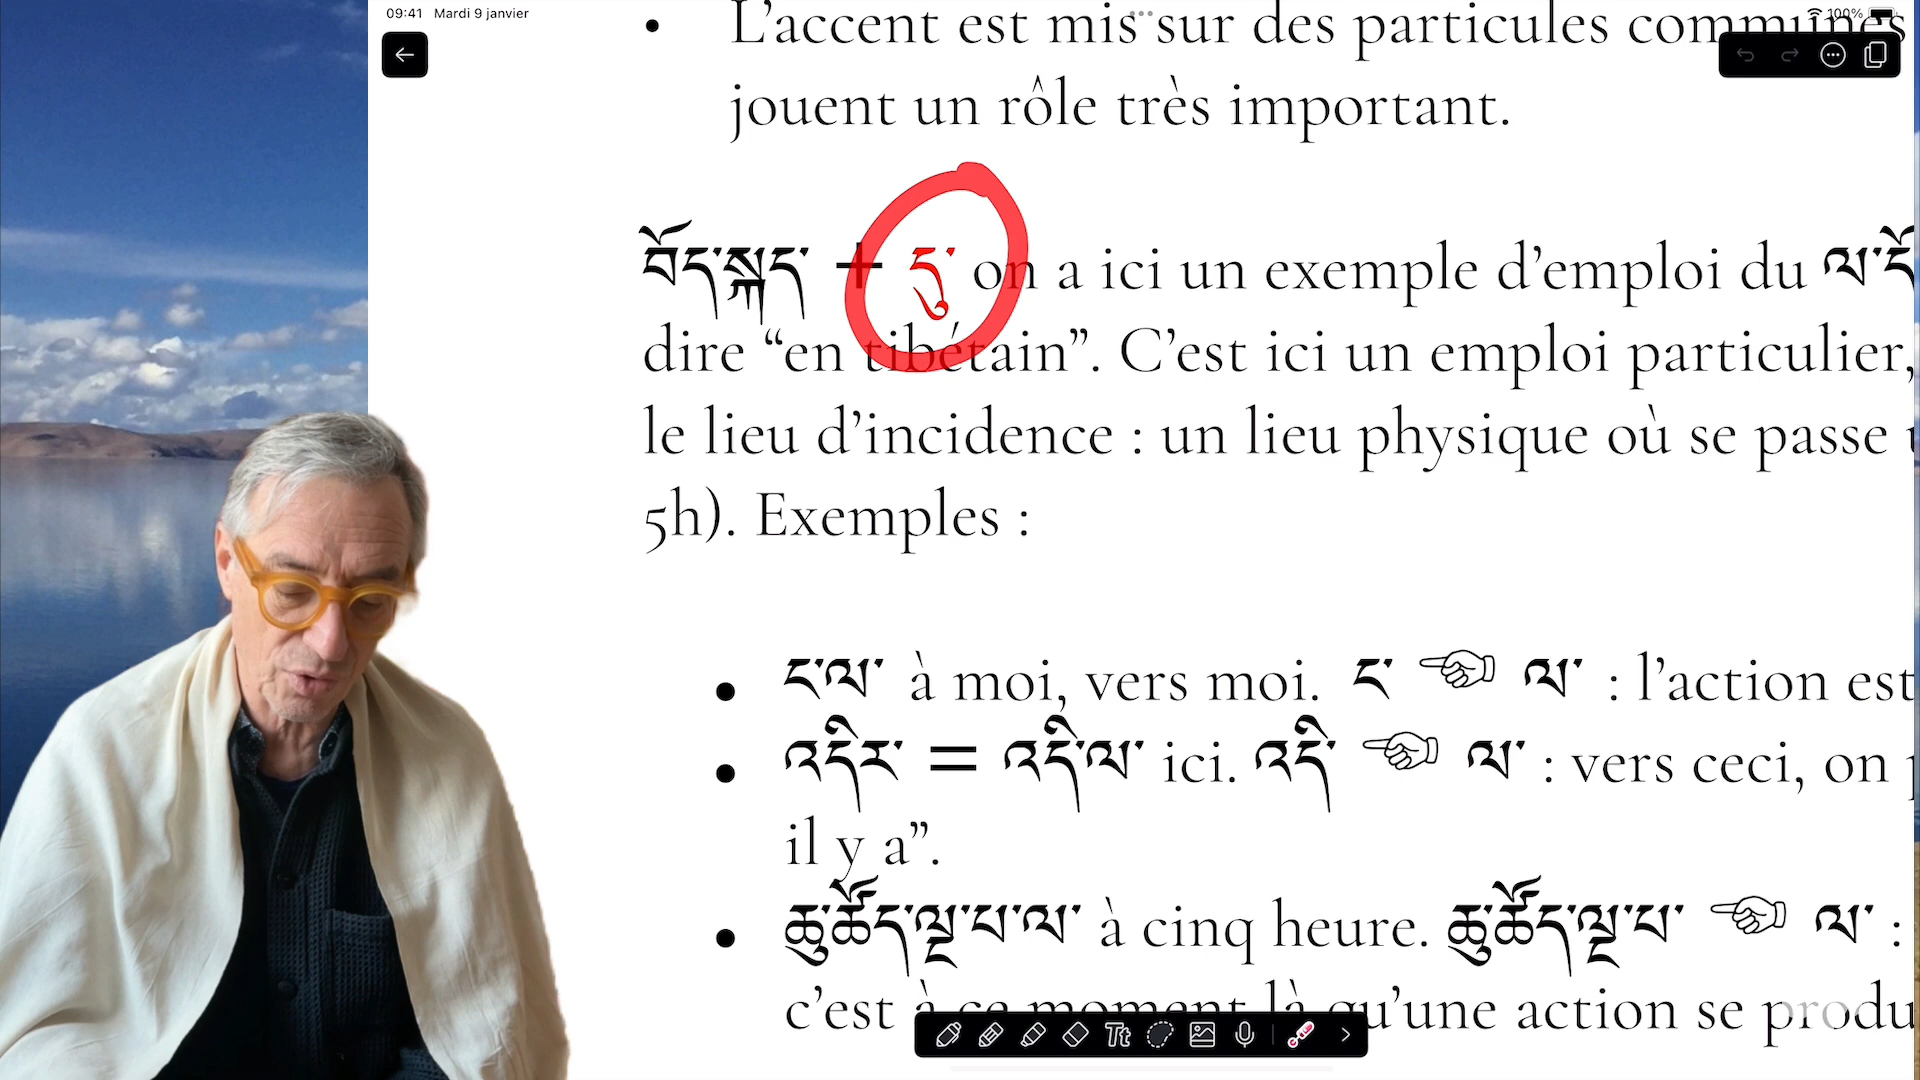 09:41 Mardi 9 janvier
100%
• L’accent est mis sur des particules communes
jouent un rôle très important.
བོད་སྐད་ + དུ་ on a ici un exemple d’emploi du ལ་དོ
dire “en tibétain”. C’est ici un emploi particulier,
le lieu d’incidence : un lieu physique où se passe
5h). Exemples :
• ང་ལ་ à moi, vers moi. ང་ ☜ ལ་ : l’action est
• འདིར་ = འདི་ལ་ ici. འདི་ ☜ ལ་ : vers ceci, on
il y a”.
• ཆུ་ཚོད་ལྔ་པ་ལ་ à cinq heure. ཆུ་ཚོད་ལྔ་པ་ ☜ ལ་ :
c’est à ce moment là qu’une action se produ
Tt